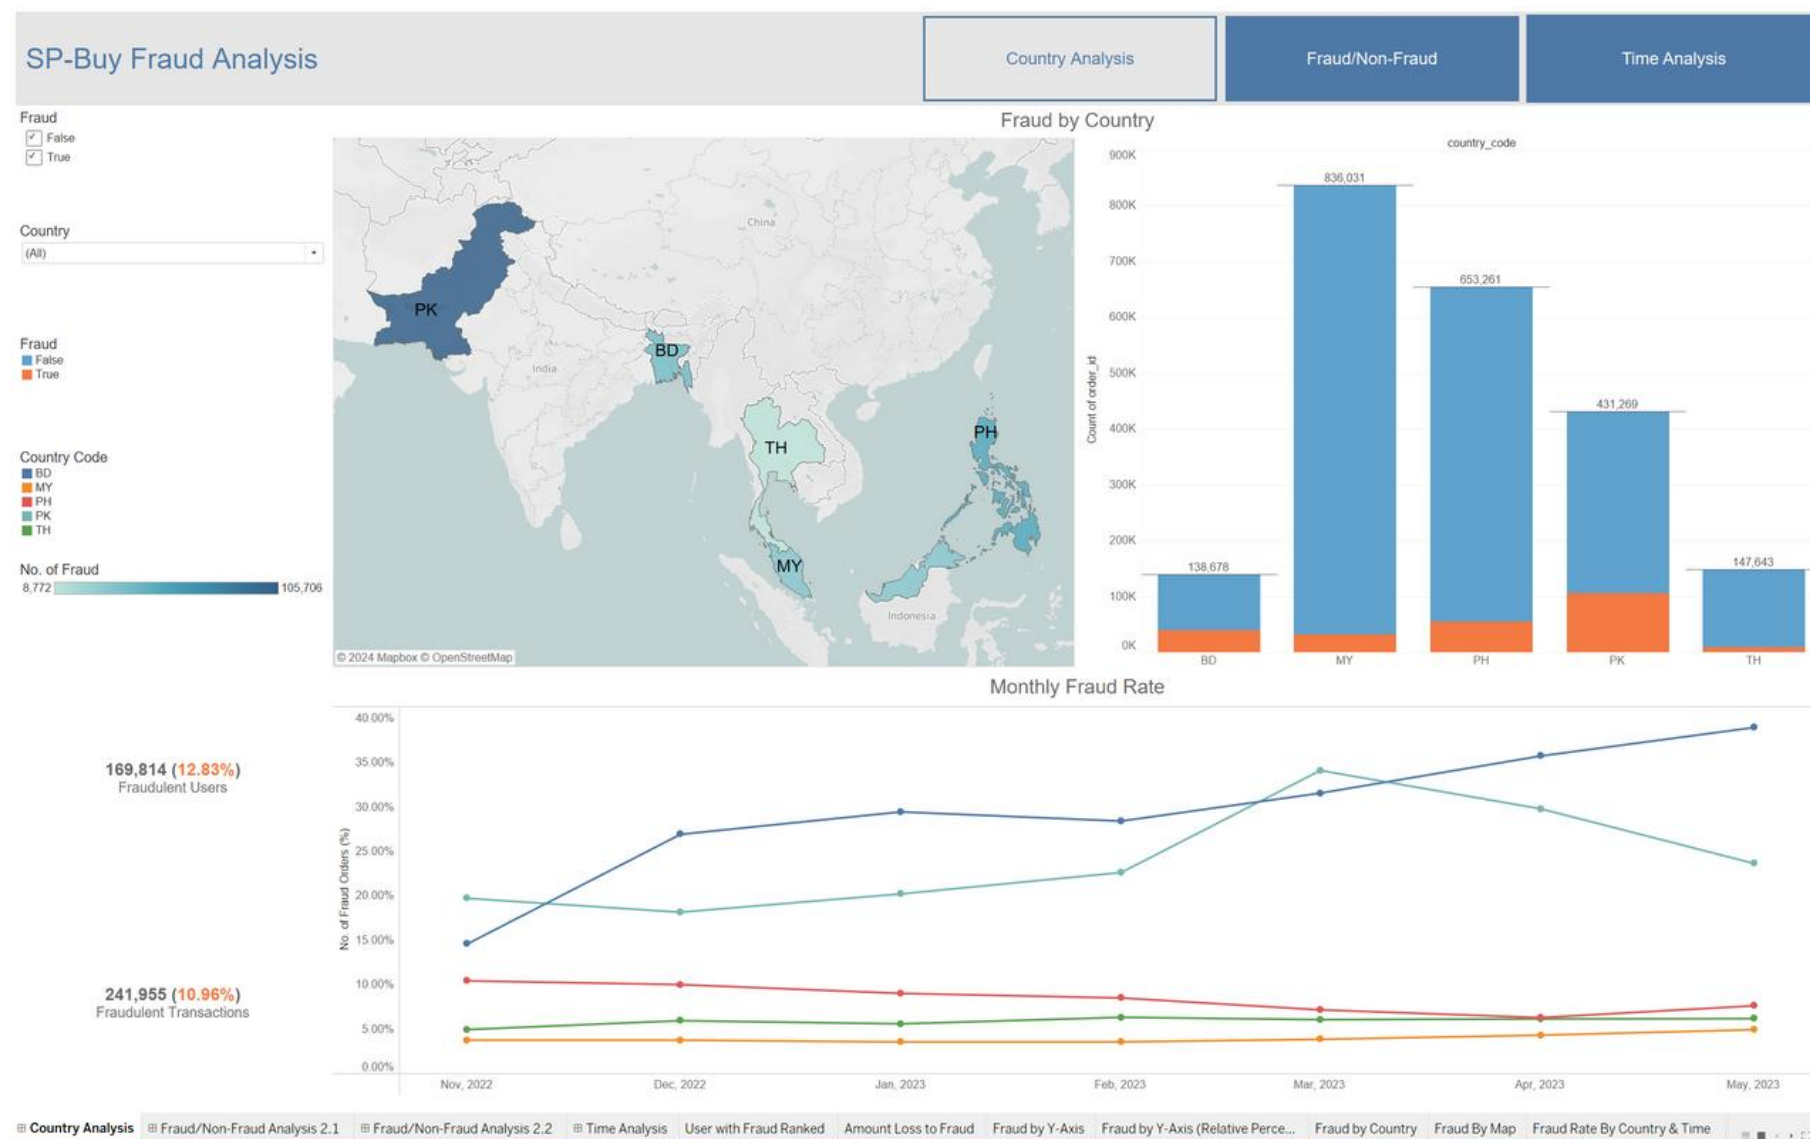 SP-Buy Fraud Analysis
Country Analysis
Fraud/Non-Fraud
Time Analysis
Fraud
False
True
Country
(All)
Fraud
False
True
Country Code
BD
MY
PH
PK
TH
No. of Fraud
8,772
105,706
Fraud by Country
China
PK
India
BD
TH
PH
MY
Indonesia
© 2024 Mapbox © OpenStreetMap
country_code
Count of order_id
900K
800K
700K
600K
500K
400K
300K
200K
100K
0K
138,678
836,031
653,261
431,269
147,643
BD
MY
PH
PK
TH
169,814 (12.83%)
Fraudulent Users
241,955 (10.96%)
Fraudulent Transactions
Monthly Fraud Rate
No. of Fraud Orders (%)
40.00%
35.00%
30.00%
25.00%
20.00%
15.00%
10.00%
5.00%
0.00%
Nov, 2022
Dec, 2022
Jan, 2023
Feb, 2023
Mar, 2023
Apr, 2023
May, 2023
Country Analysis
Fraud/Non-Fraud Analysis 2.1
Fraud/Non-Fraud Analysis 2.2
Time Analysis
User with Fraud Ranked
Amount Loss to Fraud
Fraud by Y-Axis
Fraud by Y-Axis (Relative Perce...
Fraud by Country
Fraud By Map
Fraud Rate By Country & Time